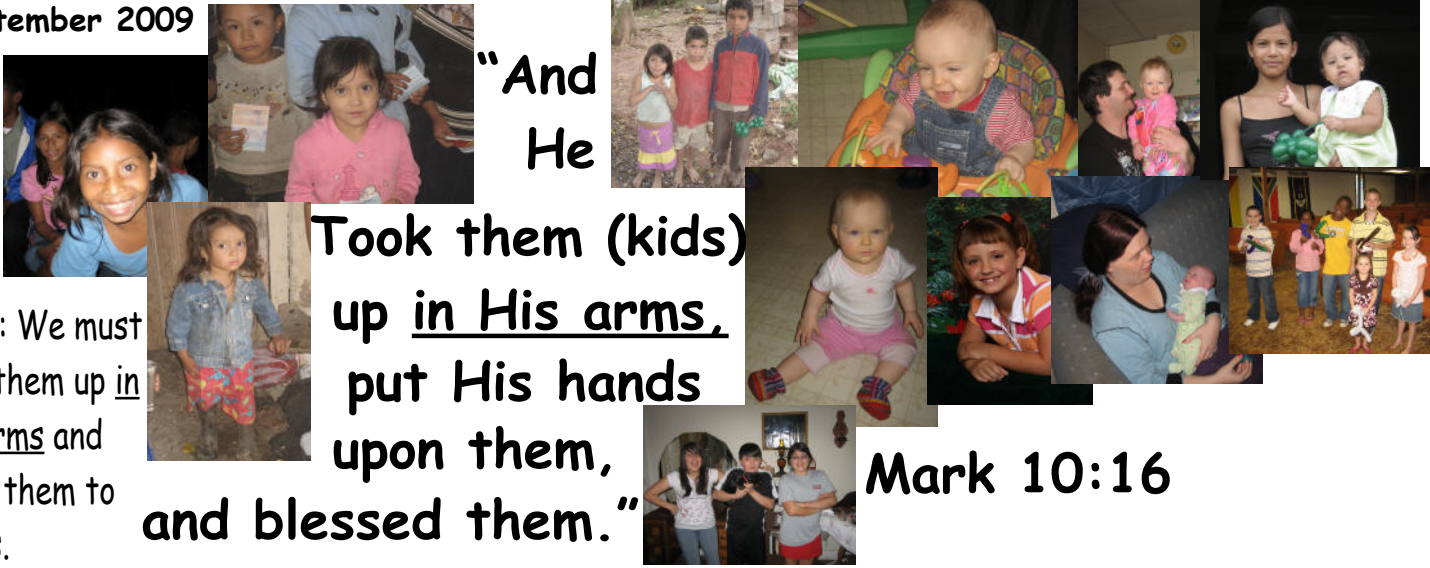 tember 2009
“And
He
Took them (kids)
up in His arms,
put His hands
upon them,
and blessed them.”
Mark 10:16
: We must
them up in
rms and
them to
.